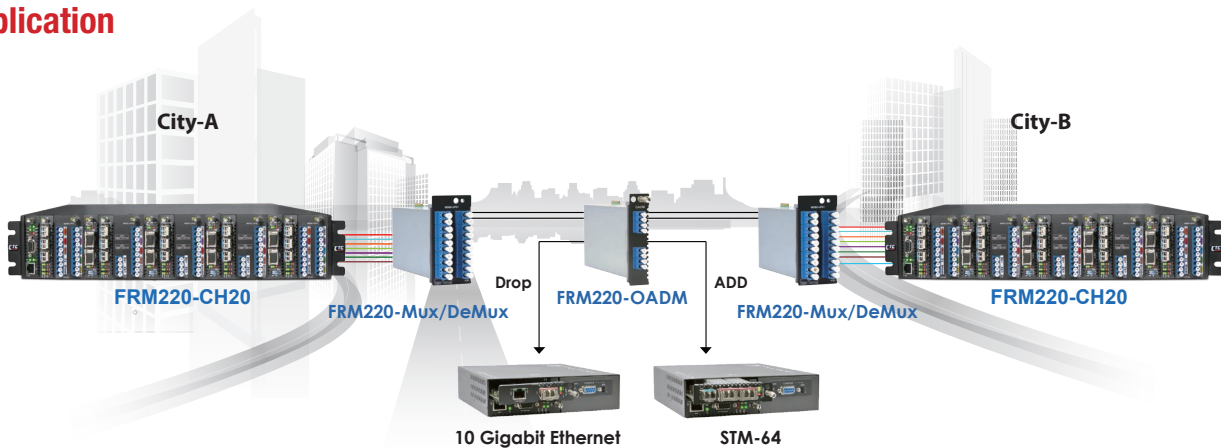 plication
City-A
City-B
FRM220-CH20
FRM220-Mux/DeMux
Drop
FRM220-OADM
ADD
FRM220-Mux/DeMux
FRM220-CH20
10 Gigabit Ethernet
STM-64